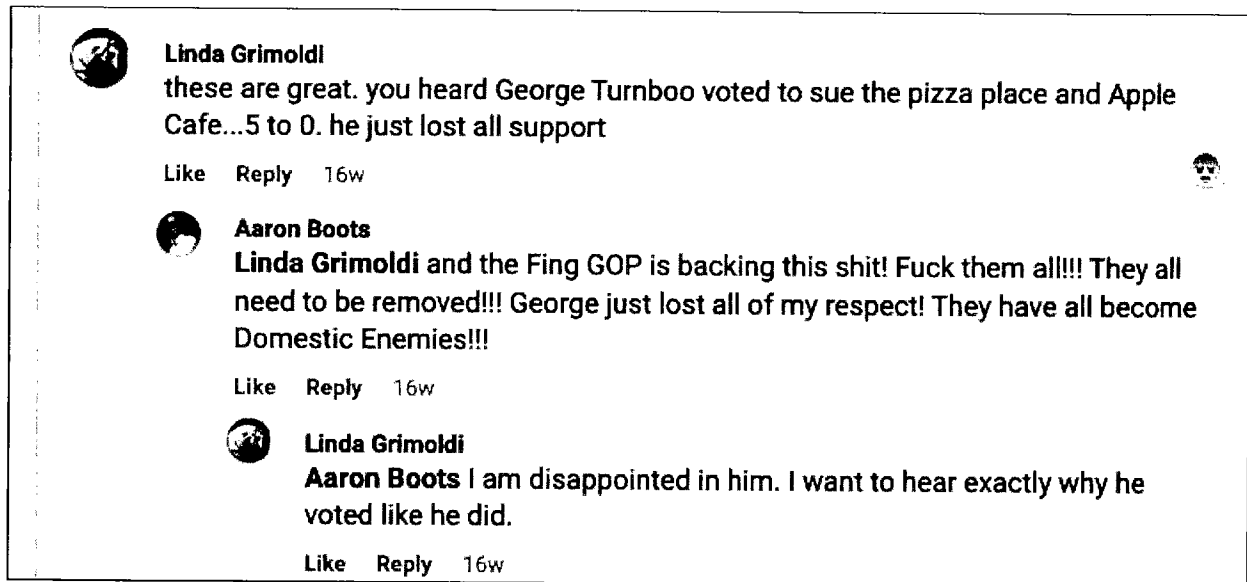 Linda Grimoldi
these are great. you heard George Turnboo voted to sue the pizza place and Apple
Cafe...5 to 0. he just lost all support
Like Reply 16w
Aaron Boots
Linda Grimoldi and the Fing GOP is backing this shit! Fuck them all!!! They all
need to be removed!!! George just lost all of my respect! They have all become
Domestic Enemies!!!
Like Reply 16w
Linda Grimoldi
Aaron Boots I am disappointed in him. I want to hear exactly why he
voted like he did.
Like Reply 16w